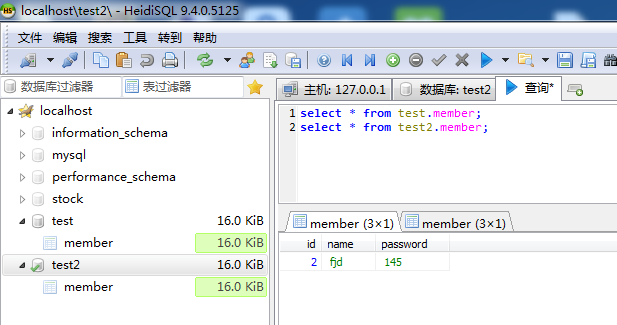 localhost\test2\ - HeidiSQL 9.4.0.5125
文件 编辑 搜索 工具 转到 帮助
数据库过滤器 表过滤器
主机: 127.0.0.1 数据库: test2 查询*
localhost
information_schema
mysql
performance_schema
stock
test 16.0 KiB
member 16.0 KiB
test2 16.0 KiB
member 16.0 KiB
1 select * from test.member;
2 select * from test2.member;
member (3×1) member (3×1)
id name password
2 fjd 145